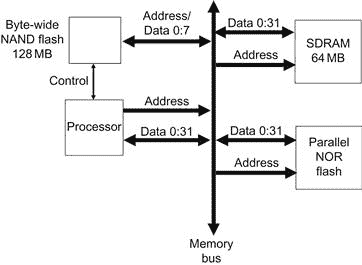 Byte-wide
NAND flash
128 MB
Address/
Data 0:7
Data 0:31
SDRAM
64 MB
Address
Control
Address
Processor
Data 0:31
Data 0:31
Parallel
NOR
flash
Address
Memory
bus